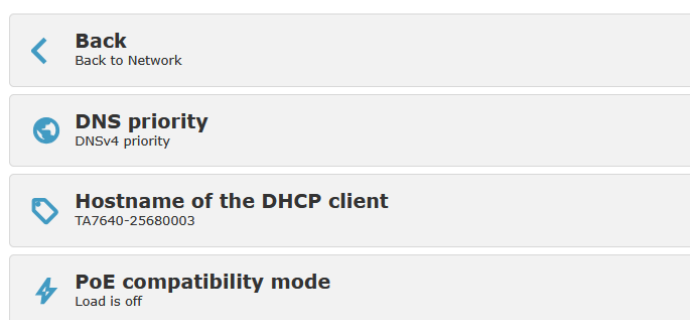 Back
Back to Network
DNS priority
DNSv4 priority
Hostname of the DHCP client
TA7640-25680003
PoE compatibility mode
Load is off